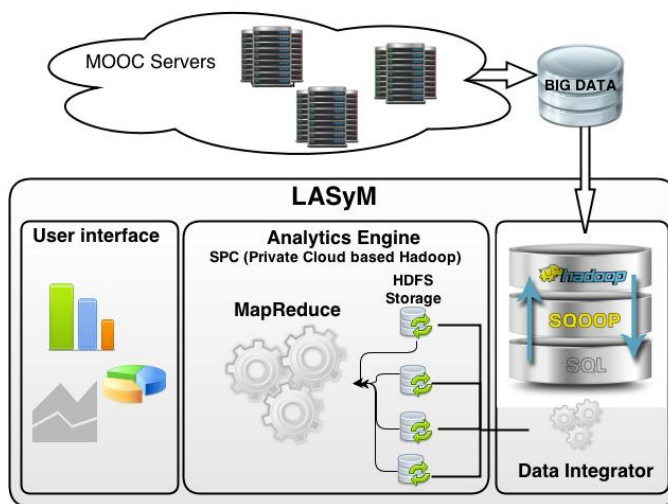 MOOC Servers
BIG DATA
LASyM
User interface
Analytics Engine
SPC (Private Cloud based Hadoop)
HDFS
Storage
MapReduce
hadoop
SQOOP
SQL
Data Integrator